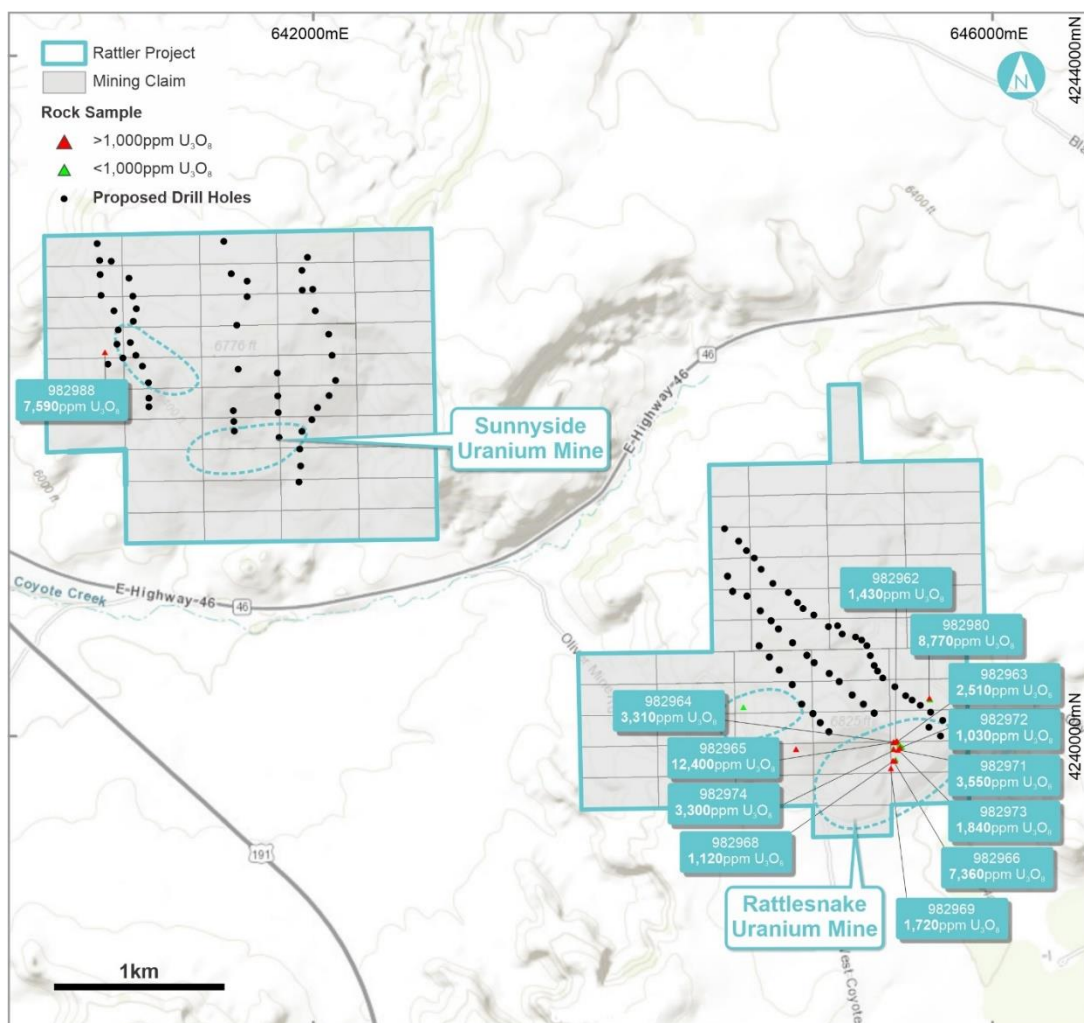 642000mE
646000mE
4244000mN
N
Rattler Project
Mining Claim
Rock Sample
>1,000ppm U₃O₈
<1,000ppm U₃O₈
Proposed Drill Holes
6400 ft
6776 ft
982988
7,590ppm U₃O₈
Sunnyside
Uranium Mine
46
E-Highway-46
6000 ft
Coyote Creek
E-Highway-46
46
982962
1,430ppm U₃O₈
982980
8,770ppm U₃O₈
982963
2,510ppm U₃O₈
982964
3,310ppm U₃O₈
6825 ft
982972
1,030ppm U₃O₈
4240000mN
982965
12,400ppm U₃O₈
982971
3,550ppm U₃O₈
982974
3,300ppm U₃O₈
982973
1,840ppm U₃O₈
982968
1,120ppm U₃O₈
982966
7,360ppm U₃O₈
191
Rattlesnake
Uranium Mine
982969
1,720ppm U₃O₈
West Coyote
1km